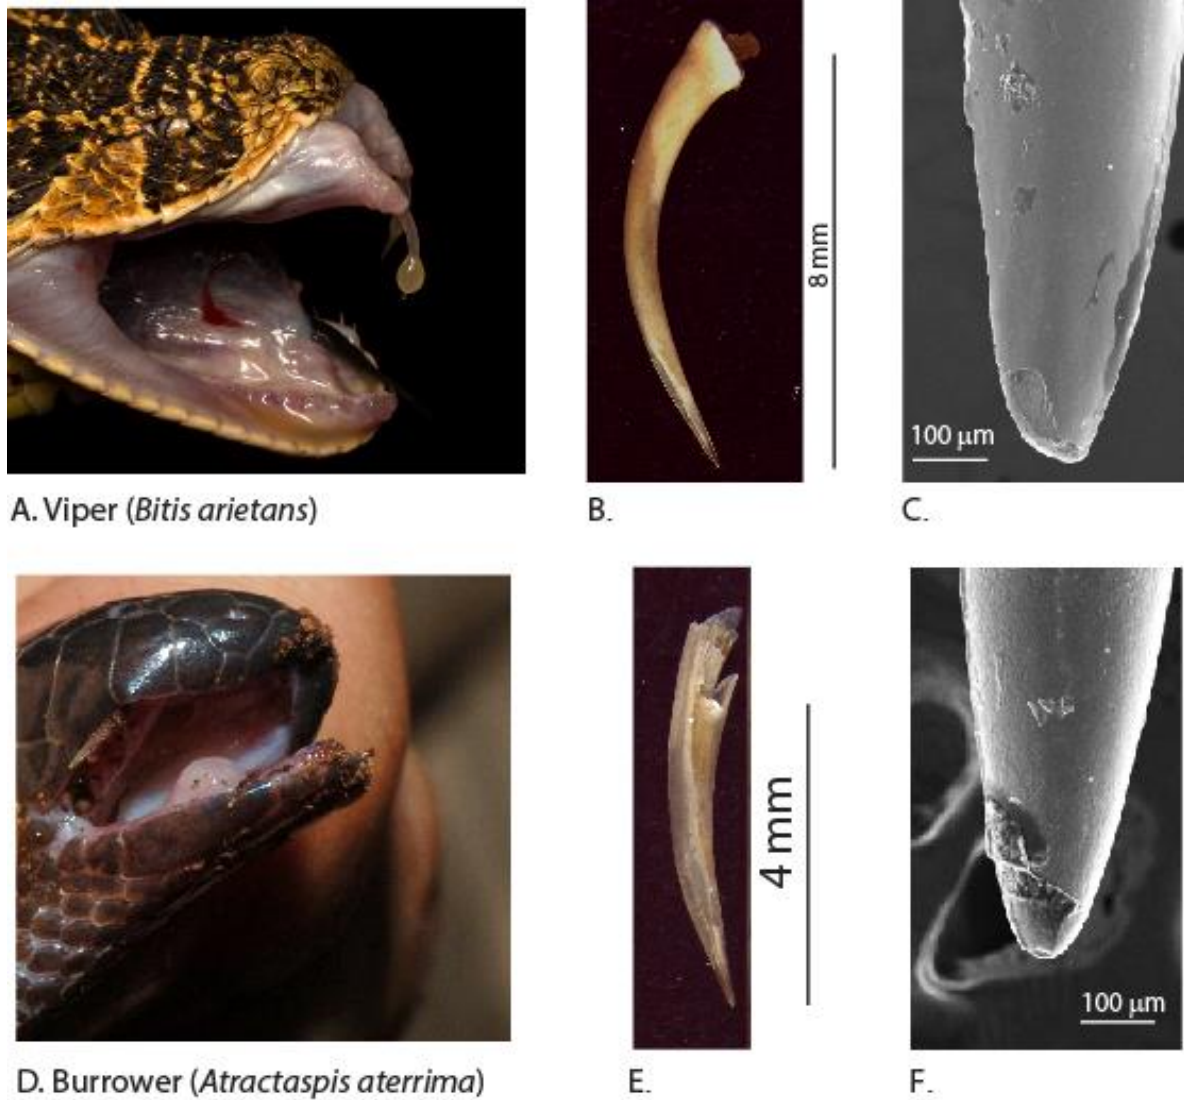 8 mm
100 μm
A. Viper (Bitis arietans)
B.
C.
4 mm
100 μm
D. Burrower (Atractaspis aterrima)
E.
F.